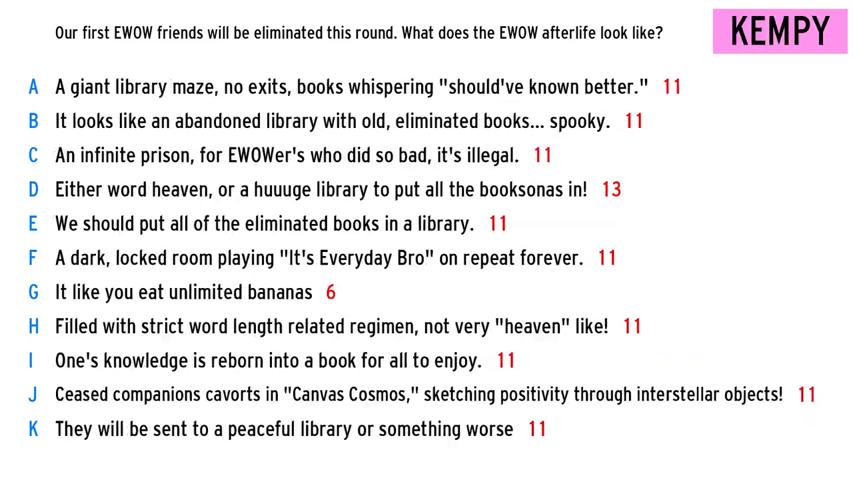 Our first EWOW friends will be eliminated this round. What does the EWOW afterlife look like?
KEMPY
A A giant library maze, no exits, books whispering "should've known better." 11
B It looks like an abandoned library with old, eliminated books... spooky. 11
C An infinite prison, for EWOWer's who did so bad, it's illegal. 11
D Either word heaven, or a huuuge library to put all the booksonas in! 13
E We should put all of the eliminated books in a library. 11
F A dark, locked room playing "It's Everyday Bro" on repeat forever. 11
G It like you eat unlimited bananas 6
H Filled with strict word length related regimen, not very "heaven" like! 11
I One's knowledge is reborn into a book for all to enjoy. 11
J Ceased companions cavorts in "Canvas Cosmos," sketching positivity through interstellar objects! 11
K They will be sent to a peaceful library or something worse 11